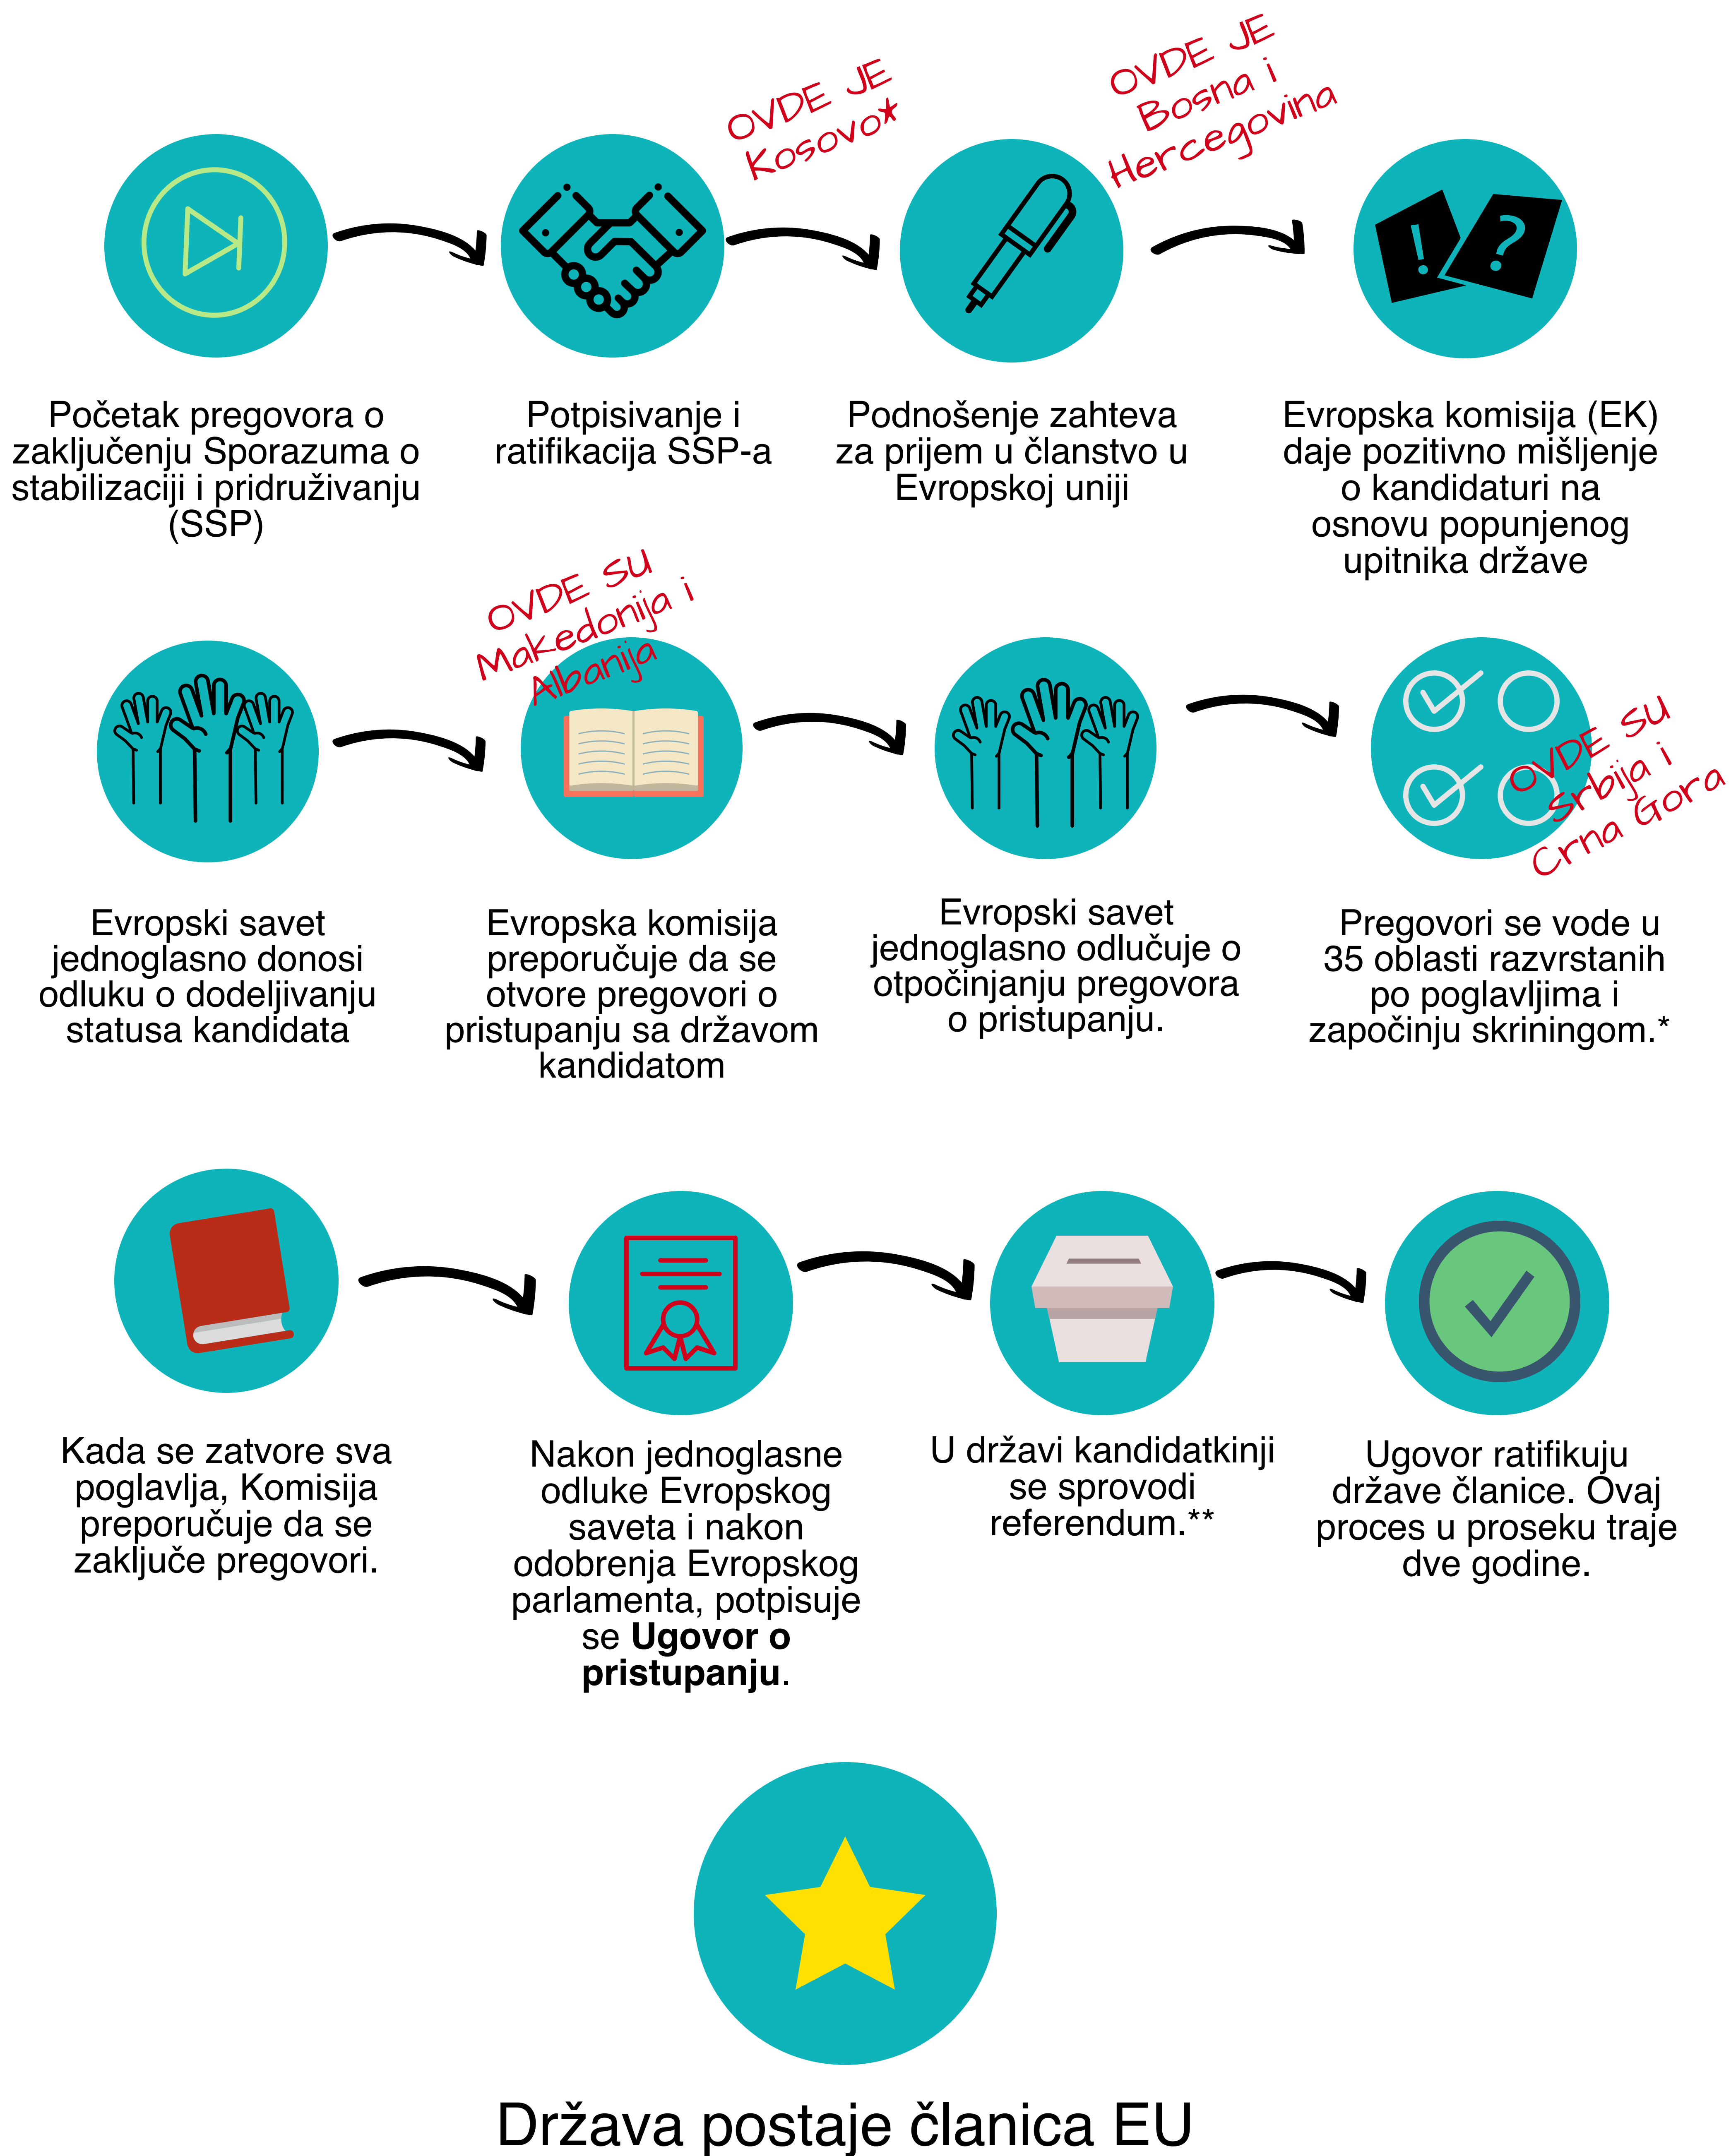 OVDE JE
Kosovo*
OVDE JE
Bosna i
Hercegovina
!
?
Početak pregovora o
zaključenju Sporazuma o
stabilizaciji i pridruživanju
(SSP)
Potpisivanje i
ratifikacija SSP-a
Podnošenje zahteva
za prijem u članstvo u
Evropskoj uniji
Evropska komisija (EK)
daje pozitivno mišljenje
o kandidaturi na
osnovu popunjenog
upitnika države
OVDE SU
Makedonija i
Albanija
OVDE SU
Srbija i
Crna Gora
Evropski savet
jednoglasno donosi
odluku o dodeljivanju
statusa kandidata
Evropska komisija
preporučuje da se
otvore pregovori o
pristupanju sa državom
kandidatom
Evropski savet
jednoglasno odlučuje o
otpočinjanju pregovora
o pristupanju.
Pregovori se vode u
35 oblasti razvrstanih
po poglavljima i
započinju skriningom.*
Kada se zatvore sva
poglavlja, Komisija
preporučuje da se
zaključe pregovori.
Nakon jednoglasne
odluke Evropskog
saveta i nakon
odobrenja Evropskog
parlamenta, potpisuje
se Ugovor o
pristupanju.
U državi kandidatkinji
se sprovodi
referendum.**
Ugovor ratifikuju
države članice. Ovaj
proces u proseku traje
dve godine.
Država postaje članica EU